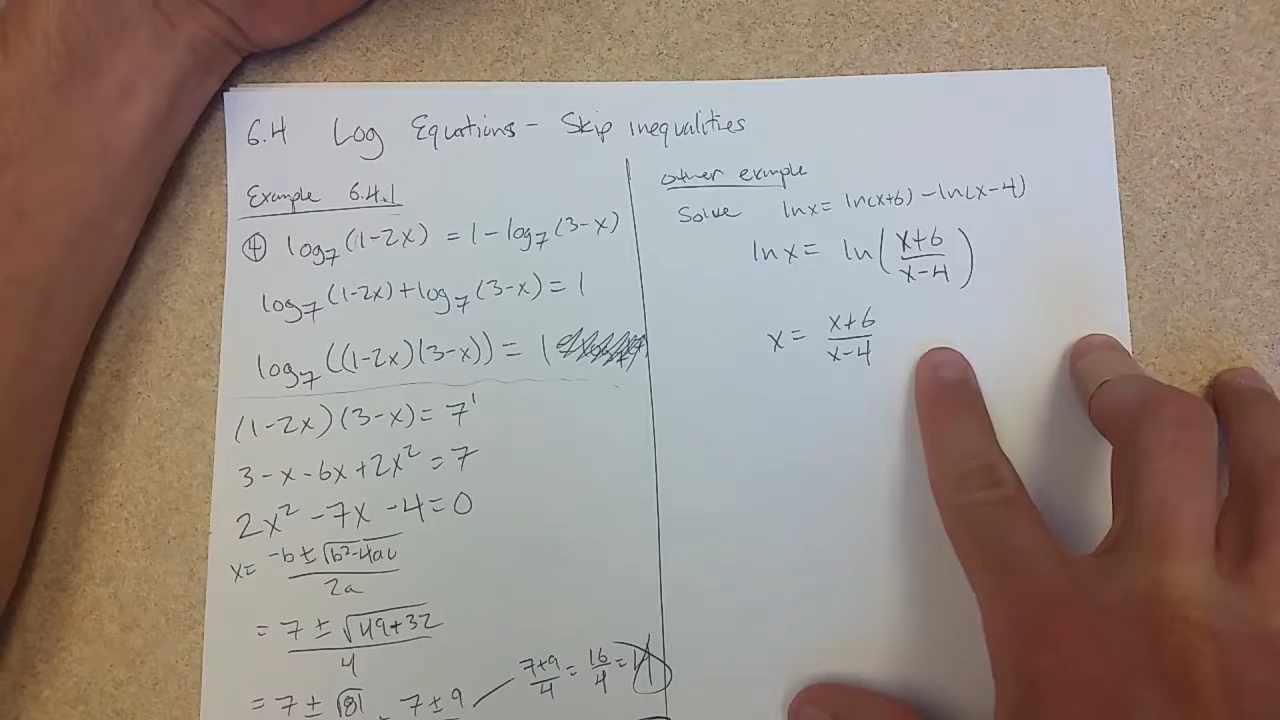 6.4 Log Equations - Skip inequalities
Example 6.4.1
④ log₇(1-2x) = 1 - log₇(3-x)
log₇(1-2x) + log₇(3-x) = 1
log₇((1-2x)(3-x)) = 1
(1-2x)(3-x) = 7¹
3 - x - 6x + 2x² = 7
2x² - 7x - 4 = 0
x = (-b ± √(b²-4ac))/2a
= (7 ± √(49+32))/4
= 7 ± √81 = 7 ± 9
(7+9)/4 = 16/4 = 4
other example
Solve lnx = ln(x+6) - ln(x-4)
ln x = ln((x+6)/(x-4))
x = (x+6)/(x-4)